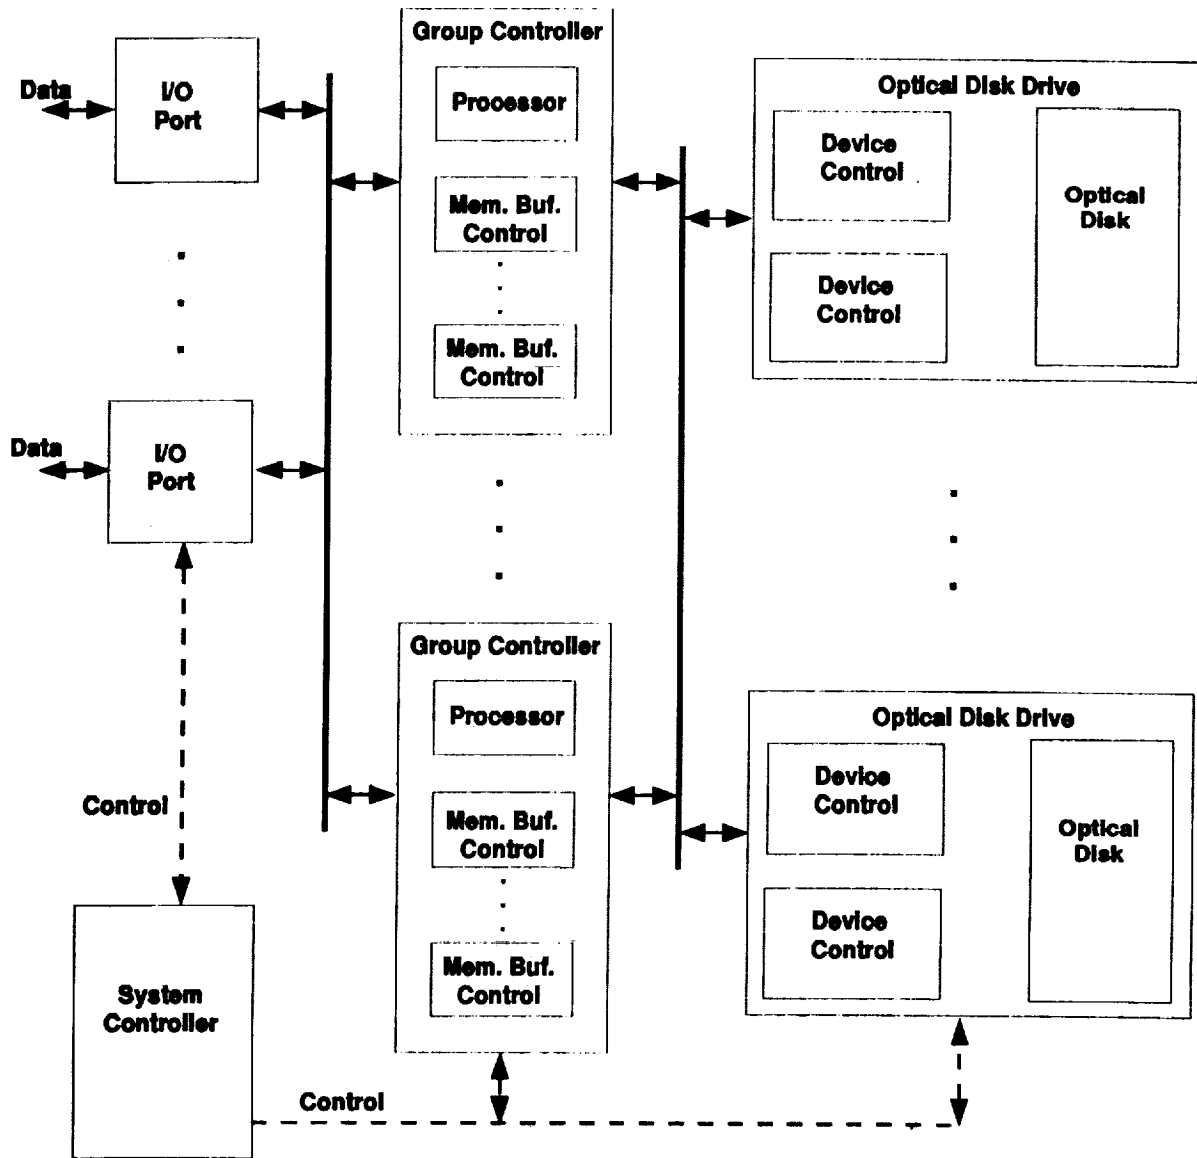 Group Controller
Data
I/O
Port
Processor
Mem. Buf.
Control
Mem. Buf.
Control
Optical Disk Drive
Device
Control
Device
Control
Optical
Disk
Data
I/O
Port
Group Controller
Processor
Mem. Buf.
Control
Mem. Buf.
Control
Optical Disk Drive
Device
Control
Device
Control
Optical
Disk
Control
System
Controller
Control